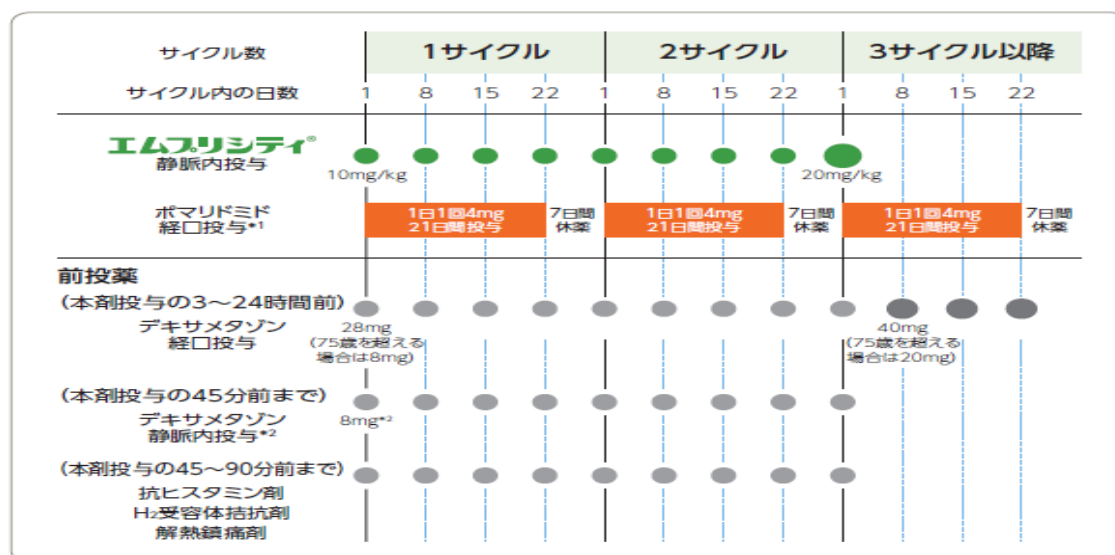 サイクル数 1サイクル 2サイクル 3サイクル以降
サイクル内の日数 1 8 15 22 1 8 15 22 1 8 15 22
エムプリシティ®
静脈内投与
10mg/kg 20mg/kg
ポマリドミド
経口投与*1
1日1回4mg
21日間投与
7日間
休薬
1日1回4mg
21日間投与
7日間
休薬
1日1回4mg
21日間投与
7日間
休薬
前投薬
(本剤投与の3〜24時間前)
デキサメタゾン
経口投与
28mg
(75歳を超える
場合は8mg)
40mg
(75歳を超える
場合は20mg)
(本剤投与の45分前まで)
デキサメタゾン
静脈内投与*2
8mg*2
(本剤投与の45〜90分前まで)
抗ヒスタミン剤
H2受容体拮抗剤
解熱鎮痛剤